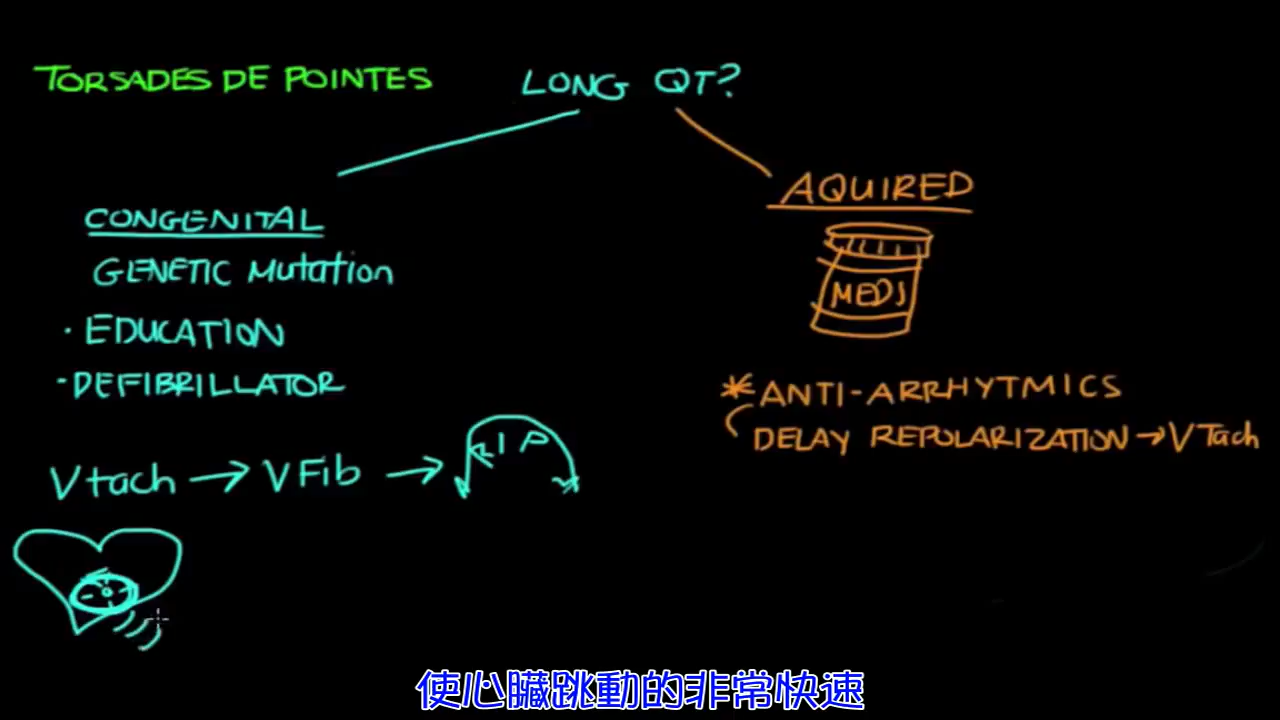 TORSADES DE POINTES
LONG QT?
CONGENITAL
GENETIC Mutation
· EDUCATION
· DEFIBRILLATOR
Vtach → VFib → RIP
AQUIRED
MEDS
* ANTI-ARRHYTMICS
DELAY REPOLARIZATION → VTach
使心臟跳動的非常快速